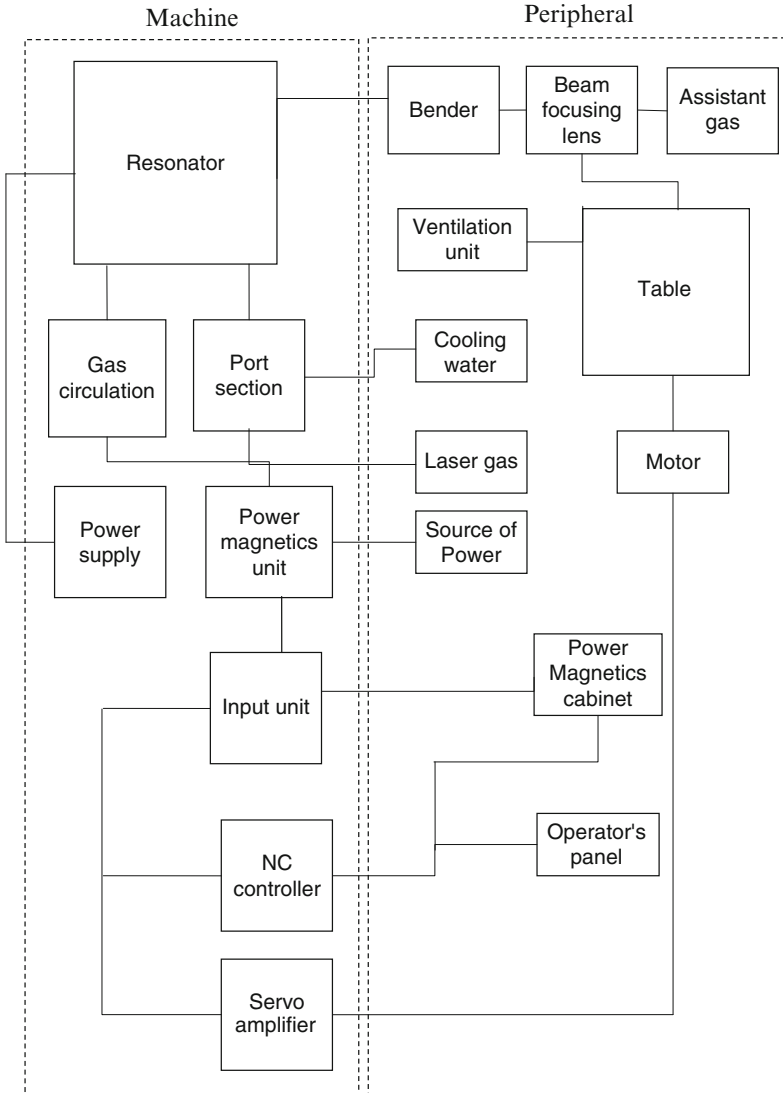 Machine
Peripheral
Resonator
Bender
Beam
focusing
lens
Assistant
gas
Ventilation
unit
Table
Gas
circulation
Port
section
Cooling
water
Laser gas
Motor
Power
supply
Power
magnetics
unit
Source of
Power
Input unit
Power
Magnetics
cabinet
NC
controller
Operator's
panel
Servo
amplifier